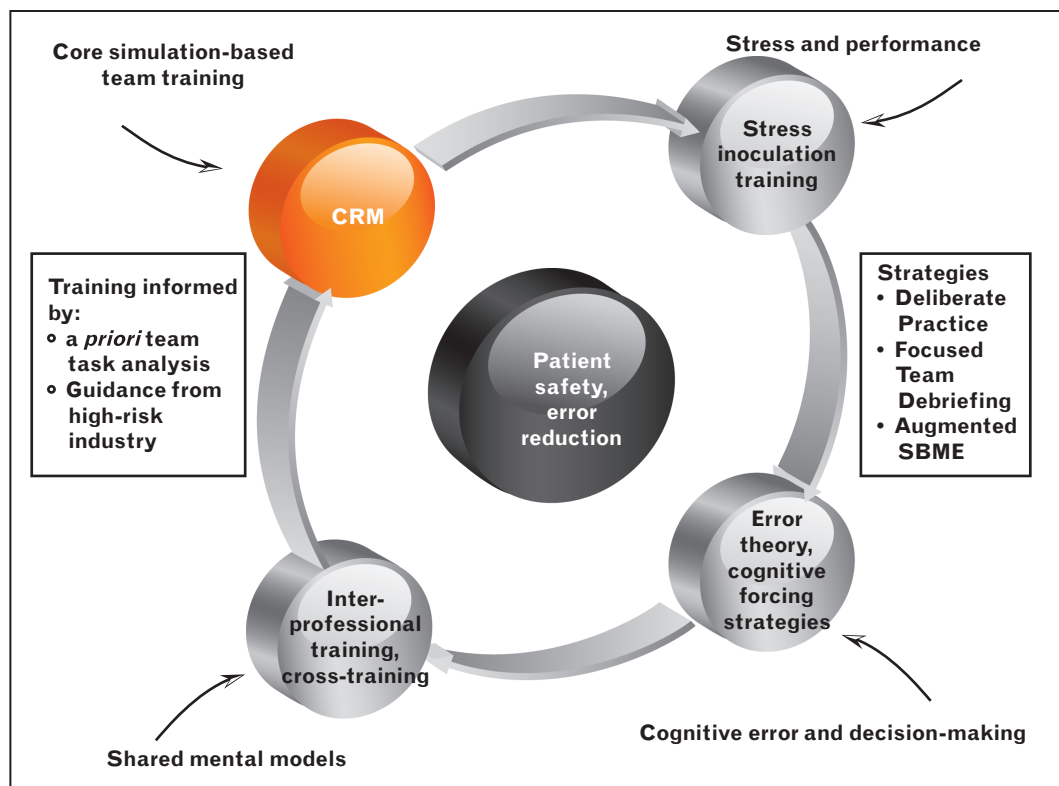 Core simulation-based
team training
Stress and performance
CRM
Stress
inoculation
training
Training informed
by:
a priori team
task analysis
Guidance from
high-risk
industry
Patient
safety,
error
reduction
Strategies
• Deliberate
Practice
• Focused
Team
Debriefing
• Augmented
SBME
Error
theory,
cognitive
forcing
strategies
Inter-
professional
training,
cross-training
Shared mental models
Cognitive error and decision-making